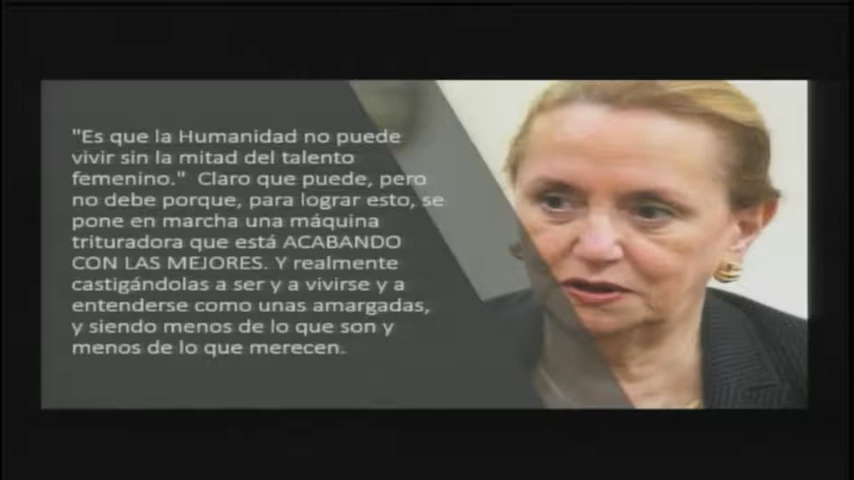 "Es que la Humanidad no puede
vivir sin la mitad del talento
femenino." Claro que puede, pero
no debe porque, para lograr esto, se
pone en marcha una máquina
trituradora que está ACABANDO
CON LAS MEJORES. Y realmente
castigándolas a ser y a vivirse y a
entenderse como unas amargadas,
y siendo menos de lo que son y
menos de lo que merecen.